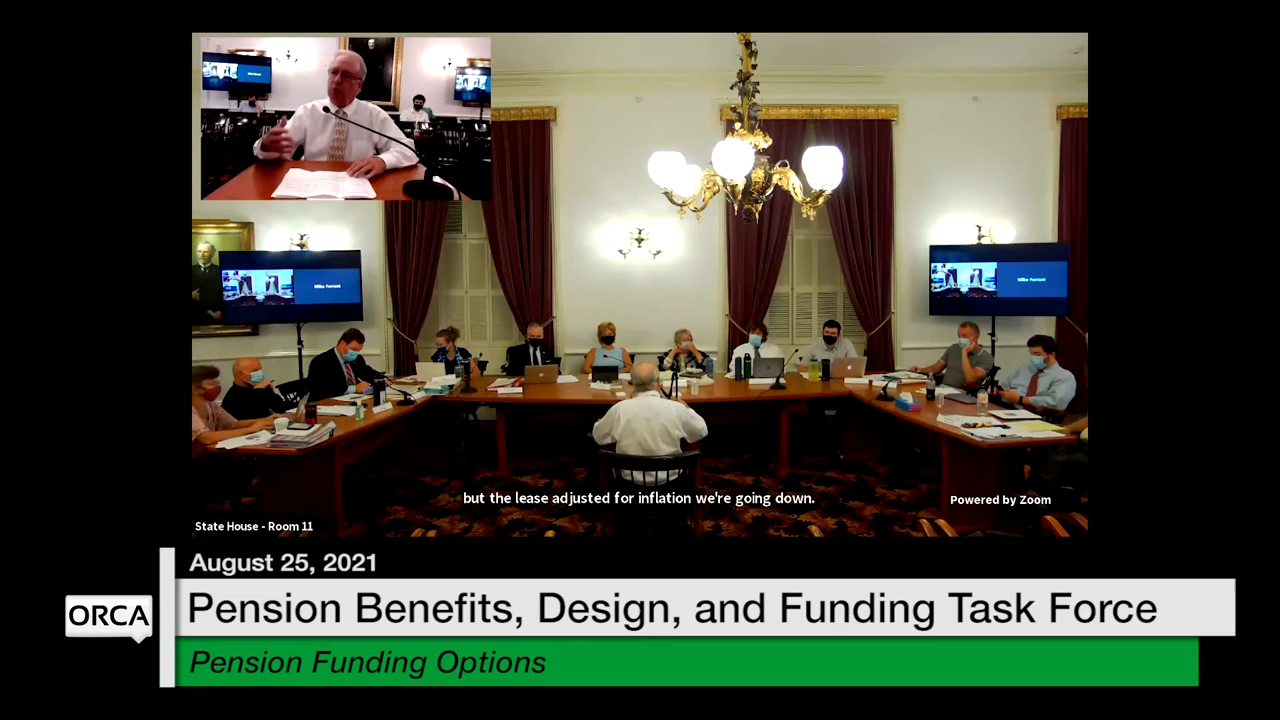 but the lease adjusted for inflation we're going down.
Powered by Zoom
State House - Room 11
August 25, 2021
ORCA
Pension Benefits, Design, and Funding Task Force
Pension Funding Options